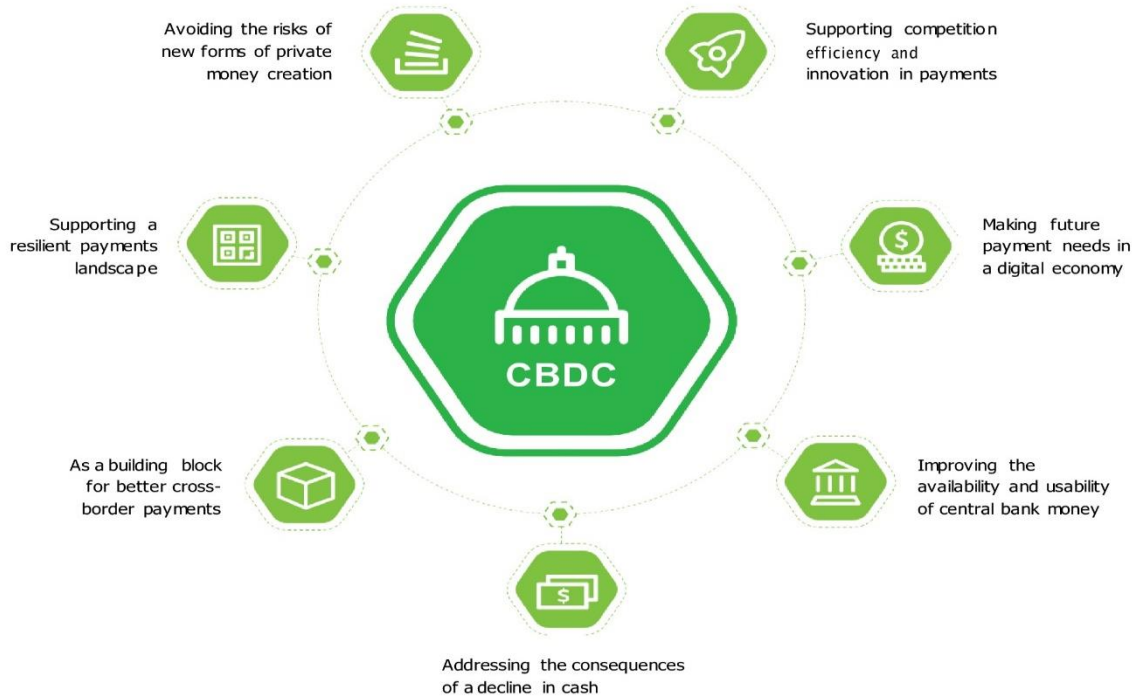 Avoiding the risks of
new forms of private
money creation
Supporting competition
efficiency and
innovation in payments
Supporting a
resilient payments
landscape
Making future
payment needs in
a digital economy
CBDC
As a building block
for better cross-
border payments
Improving the
availability and usability
of central bank money
$
$
Addressing the consequences
of a decline in cash